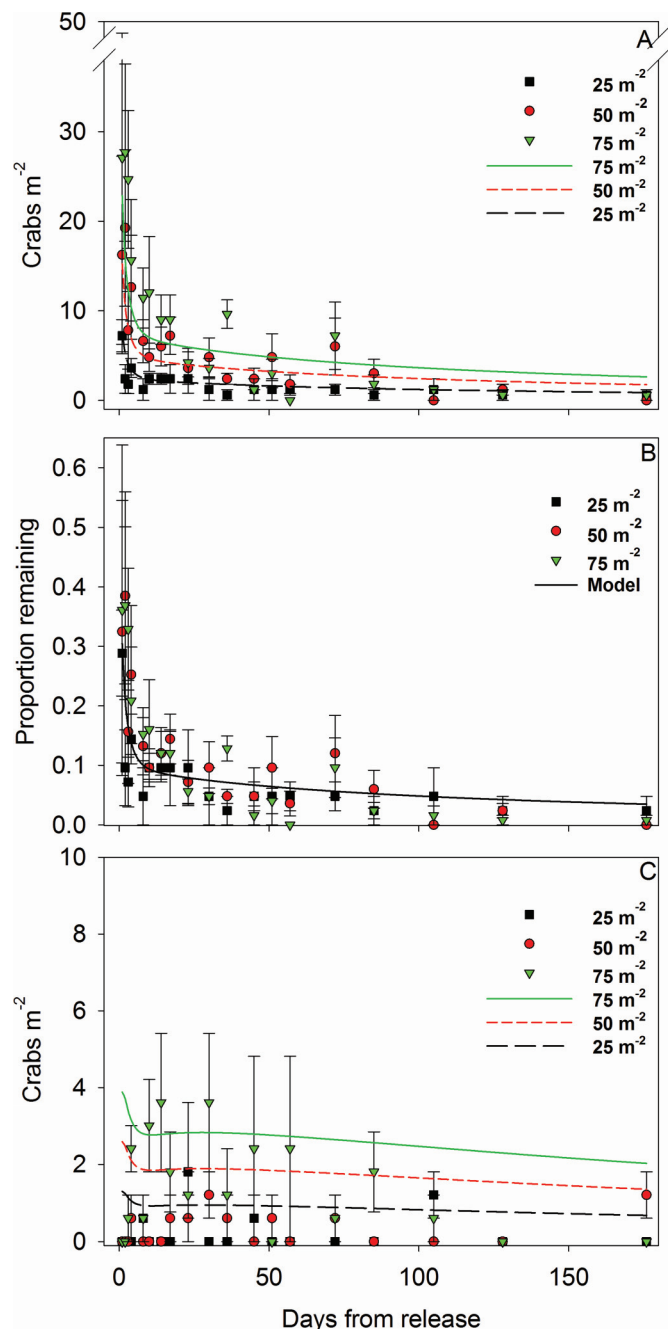 A
50
30
20
10
0
Crabs m⁻²
25 m⁻²
50 m⁻²
75 m⁻²
75 m⁻²
50 m⁻²
25 m⁻²
B
0.6
0.5
0.4
0.3
0.2
0.1
0.0
Proportion remaining
25 m⁻²
50 m⁻²
75 m⁻²
Model
C
10
8
6
4
2
0
Crabs m⁻²
25 m⁻²
50 m⁻²
75 m⁻²
75 m⁻²
50 m⁻²
25 m⁻²
0 50 100 150
Days from release